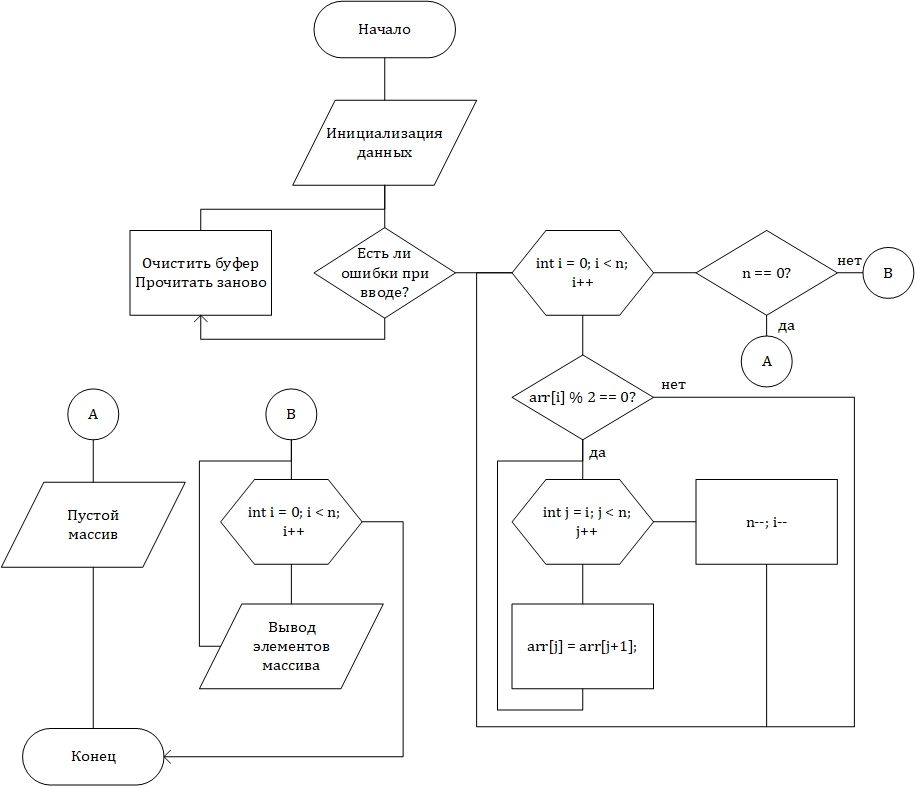 Начало
Инициализация
данных
Очистить буфер
Прочитать заново
Есть ли
ошибки при
вводе?
int i = 0; i < n;
i++
n == 0?
нет
B
да
A
arr[i] % 2 == 0?
нет
да
int j = i; j < n;
j++
n--; i--
arr[j] = arr[j+1];
A
Пустой
массив
B
int i = 0; i < n;
i++
Вывод
элементов
массива
Конец